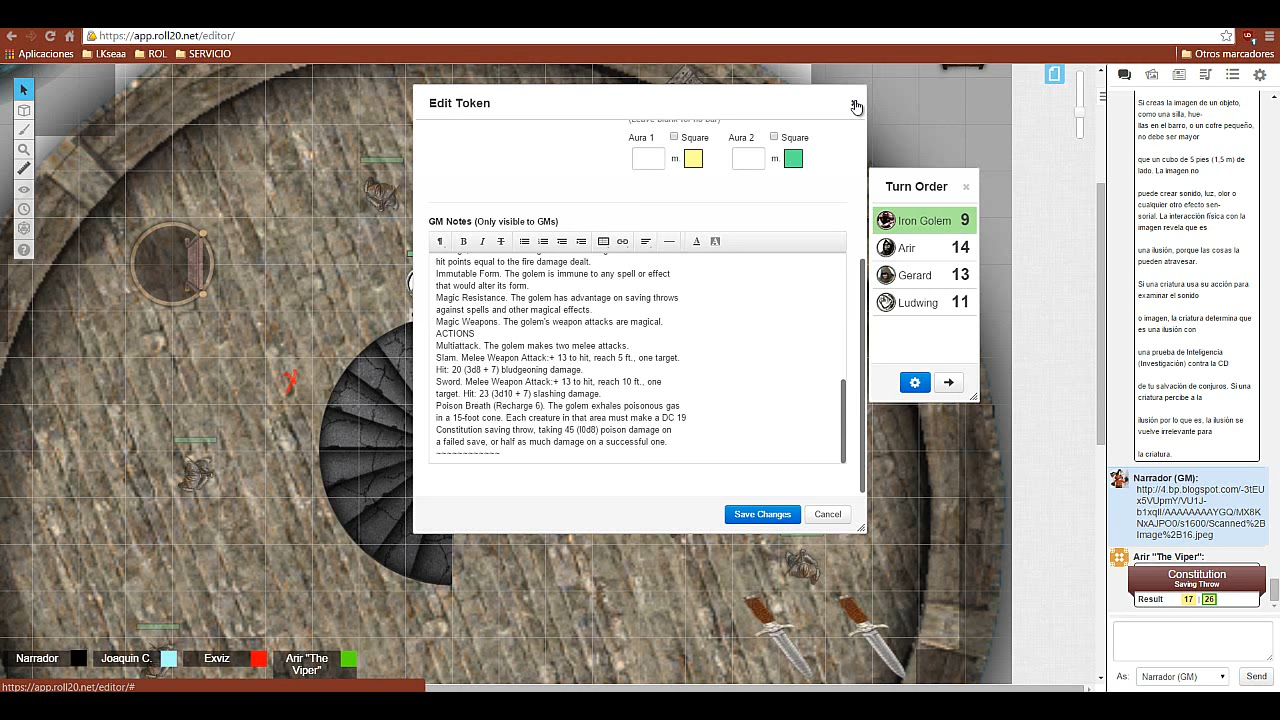 https://app.roll20.net/editor/
Aplicaciones
LKseaa
ROL
SERVICIO
Otros marcadores
Edit Token
(Leave blank for no bar)
Aura 1
Square
Aura 2
Square
m.
m.
GM Notes (Only visible to GMs)
hit points equal to the fire damage dealt.
Immutable Form. The golem is immune to any spell or effect
that would alter its form.
Magic Resistance. The golem has advantage on saving throws
against spells and other magical effects.
Magic Weapons. The golem's weapon attacks are magical.
ACTIONS
Multiattack. The golem makes two melee attacks.
Slam. Melee Weapon Attack:+ 13 to hit, reach 5 ft., one target.
Hit: 20 (3d8 + 7) bludgeoning damage.
Sword. Melee Weapon Attack:+ 13 to hit, reach 10 ft., one
target. Hit: 23 (3d10 + 7) slashing damage.
Poison Breath (Recharge 6). The golem exhales poisonous gas
in a 15-foot cone. Each creature in that area must make a DC 19
Constitution saving throw, taking 45 (l0d8) poison damage on
a failed save, or half as much damage on a successful one.
~~~~~~~~~~~~
Save Changes
Cancel
Turn Order
Iron Golem 9
Arir 14
Gerard 13
Ludwing 11
Si creas la imagen de un objeto,
como una silla, hue-
llas en el barro, o un cofre pequeño,
no debe ser mayor
que un cubo de 5 pies (1,5 m) de
lado. La imagen no
puede crear sonido, luz, olor o
cualquier otro efecto sen-
sorial. La interacción física con la
imagen revela que es
una ilusión, porque las cosas la
pueden atravesar.
Si una criatura usa su acción para
examinar el sonido
o imagen, la criatura determina que
es una ilusión con
una prueba de Inteligencia
(Investigación) contra la CD
de tu salvación de conjuros. Si una
criatura percibe a la
ilusión por lo que es, la ilusión se
vuelve irrelevante para
la criatura.
Narrador (GM):
http://4.bp.blogspot.com/-3tEU
x5VUpmY/VU1J-
b1xqlI/AAAAAAAAYGQ/MX8K
NxAJPO0/s1600/Scanned%2B
Image%2B16.jpeg
Arir "The Viper":
Constitution
Saving Throw
Result 17 | 26
As: Narrador (GM)
Send
Narrador
Joaquin C.
Exviz
Arir "The
Viper"
https://app.roll20.net/editor/#